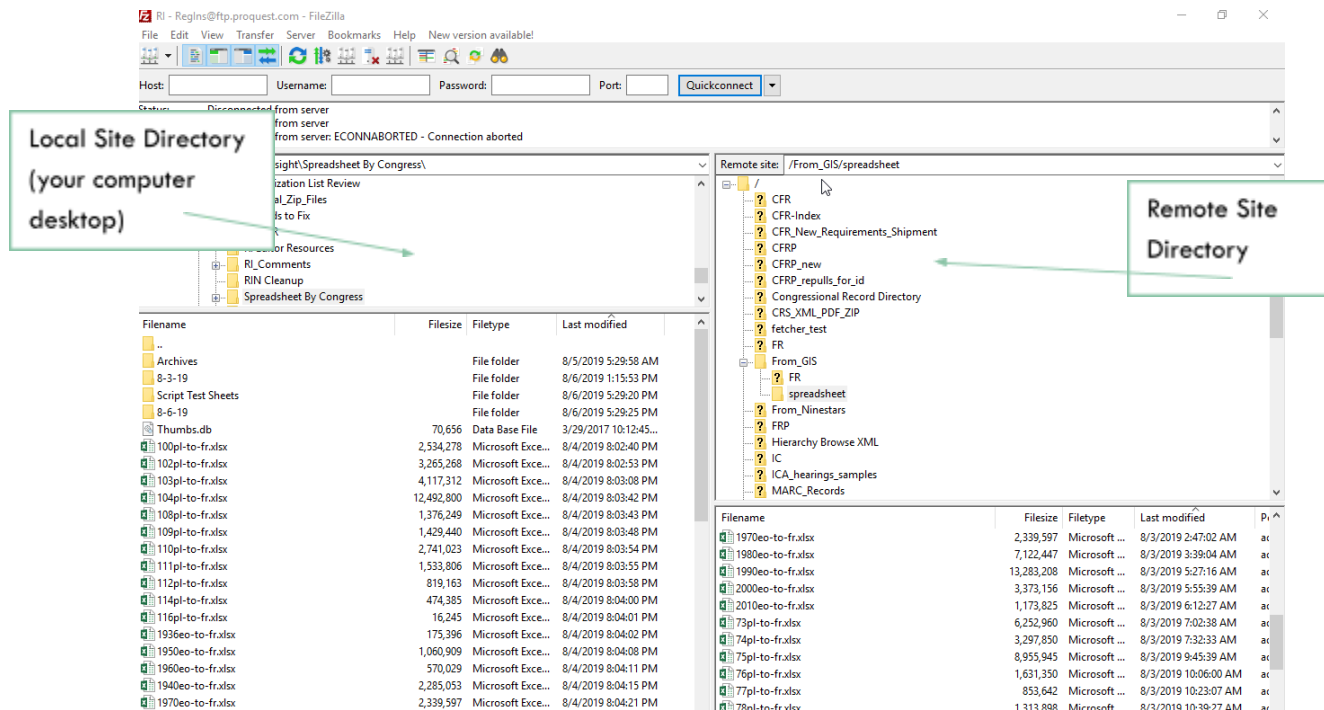 RI - RegIns@ftp.proquest.com - FileZilla
File Edit View Transfer Server Bookmarks Help New version available!
Host: Username: Password: Port: Quickconnect
Status: Disconnected from server
from server
from server: ECONNABORTED - Connection aborted
Local Site Directory
(your computer
desktop)
sight\Spreadsheet By Congress\
ization List Review
al_Zip_Files
ds to Fix
Resources
RI_Comments
RIN Cleanup
Spreadsheet By Congress
Filename Filesize Filetype Last modified
..
Archives File folder 8/5/2019 5:29:58 AM
8-3-19 File folder 8/6/2019 1:15:53 PM
Script Test Sheets File folder 8/6/2019 5:29:20 PM
8-6-19 File folder 8/6/2019 5:29:25 PM
Thumbs.db 70,656 Data Base File 3/29/2017 10:12:45...
100pl-to-fr.xlsx 2,534,278 Microsoft Exce... 8/4/2019 8:02:40 PM
102pl-to-fr.xlsx 3,265,268 Microsoft Exce... 8/4/2019 8:02:53 PM
103pl-to-fr.xlsx 4,117,312 Microsoft Exce... 8/4/2019 8:03:08 PM
104pl-to-fr.xlsx 12,492,800 Microsoft Exce... 8/4/2019 8:03:42 PM
108pl-to-fr.xlsx 1,376,249 Microsoft Exce... 8/4/2019 8:03:43 PM
109pl-to-fr.xlsx 1,429,440 Microsoft Exce... 8/4/2019 8:03:48 PM
110pl-to-fr.xlsx 2,741,023 Microsoft Exce... 8/4/2019 8:03:54 PM
111pl-to-fr.xlsx 1,533,806 Microsoft Exce... 8/4/2019 8:03:55 PM
112pl-to-fr.xlsx 819,163 Microsoft Exce... 8/4/2019 8:03:58 PM
114pl-to-fr.xlsx 474,385 Microsoft Exce... 8/4/2019 8:04:00 PM
116pl-to-fr.xlsx 16,245 Microsoft Exce... 8/4/2019 8:04:01 PM
1936eo-to-fr.xlsx 175,396 Microsoft Exce... 8/4/2019 8:04:02 PM
1950eo-to-fr.xlsx 1,060,909 Microsoft Exce... 8/4/2019 8:04:08 PM
1960eo-to-fr.xlsx 570,029 Microsoft Exce... 8/4/2019 8:04:11 PM
1940eo-to-fr.xlsx 2,285,053 Microsoft Exce... 8/4/2019 8:04:15 PM
1970eo-to-fr.xlsx 2,339,597 Microsoft Exce... 8/4/2019 8:04:21 PM
Remote site: /From_GIS/spreadsheet
/
CFR
CFR-Index
CFR_New_Requirements_Shipment
CFRP
CFRP_new
CFRP_repulls_for_id
Congressional Record Directory
CRS_XML_PDF_ZIP
fetcher_test
FR
From_GIS
FR
spreadsheet
From_Ninestars
FRP
Hierarchy Browse XML
IC
ICA_hearings_samples
MARC_Records
Remote Site
Directory
Filename Filesize Filetype Last modified
1970eo-to-fr.xlsx 2,339,597 Microsoft ... 8/3/2019 2:47:02 AM
1980eo-to-fr.xlsx 7,122,447 Microsoft ... 8/3/2019 3:39:04 AM
1990eo-to-fr.xlsx 13,283,208 Microsoft ... 8/3/2019 5:27:16 AM
2000eo-to-fr.xlsx 3,373,156 Microsoft ... 8/3/2019 5:55:39 AM
2010eo-to-fr.xlsx 1,173,825 Microsoft ... 8/3/2019 6:12:27 AM
73pl-to-fr.xlsx 6,252,960 Microsoft ... 8/3/2019 7:02:38 AM
74pl-to-fr.xlsx 3,297,850 Microsoft ... 8/3/2019 7:32:33 AM
75pl-to-fr.xlsx 8,955,945 Microsoft ... 8/3/2019 9:45:39 AM
76pl-to-fr.xlsx 1,631,350 Microsoft ... 8/3/2019 10:06:00 AM
77pl-to-fr.xlsx 853,642 Microsoft ... 8/3/2019 10:23:07 AM
78pl-to-fr.xlsx 1,313,898 Microsoft ... 8/3/2019 10:39:27 AM